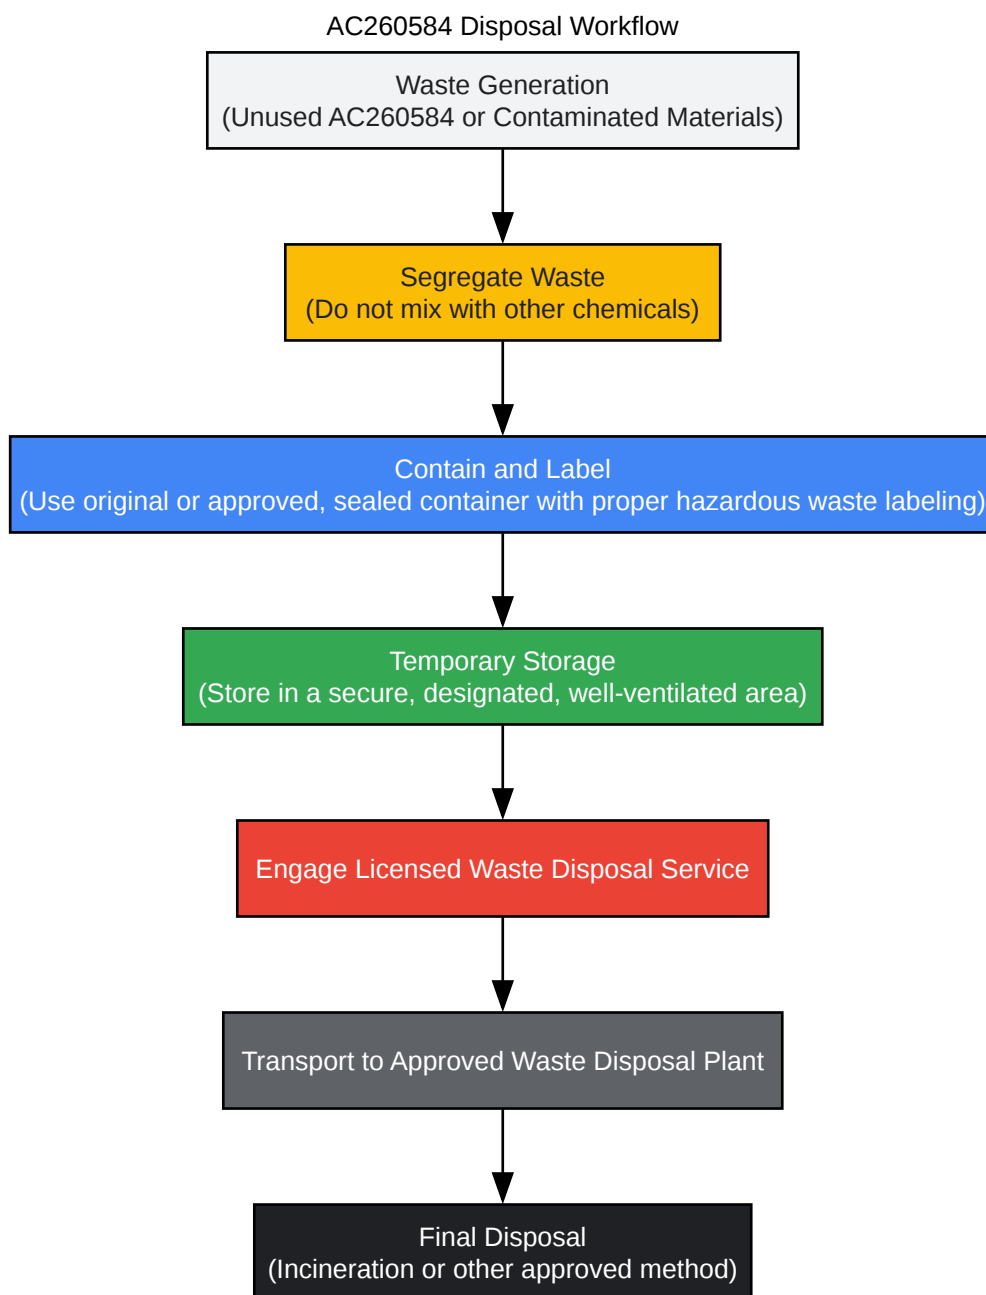 AC260584 Disposal Workflow
Waste Generation
(Unused AC260584 or Contaminated Materials)
Segregate Waste
(Do not mix with other chemicals)
Contain and Label
(Use original or approved, sealed container with proper hazardous waste labeling)
Temporary Storage
(Store in a secure, designated, well-ventilated area)
Engage Licensed Waste Disposal Service
Transport to Approved Waste Disposal Plant
Final Disposal
(Incineration or other approved method)